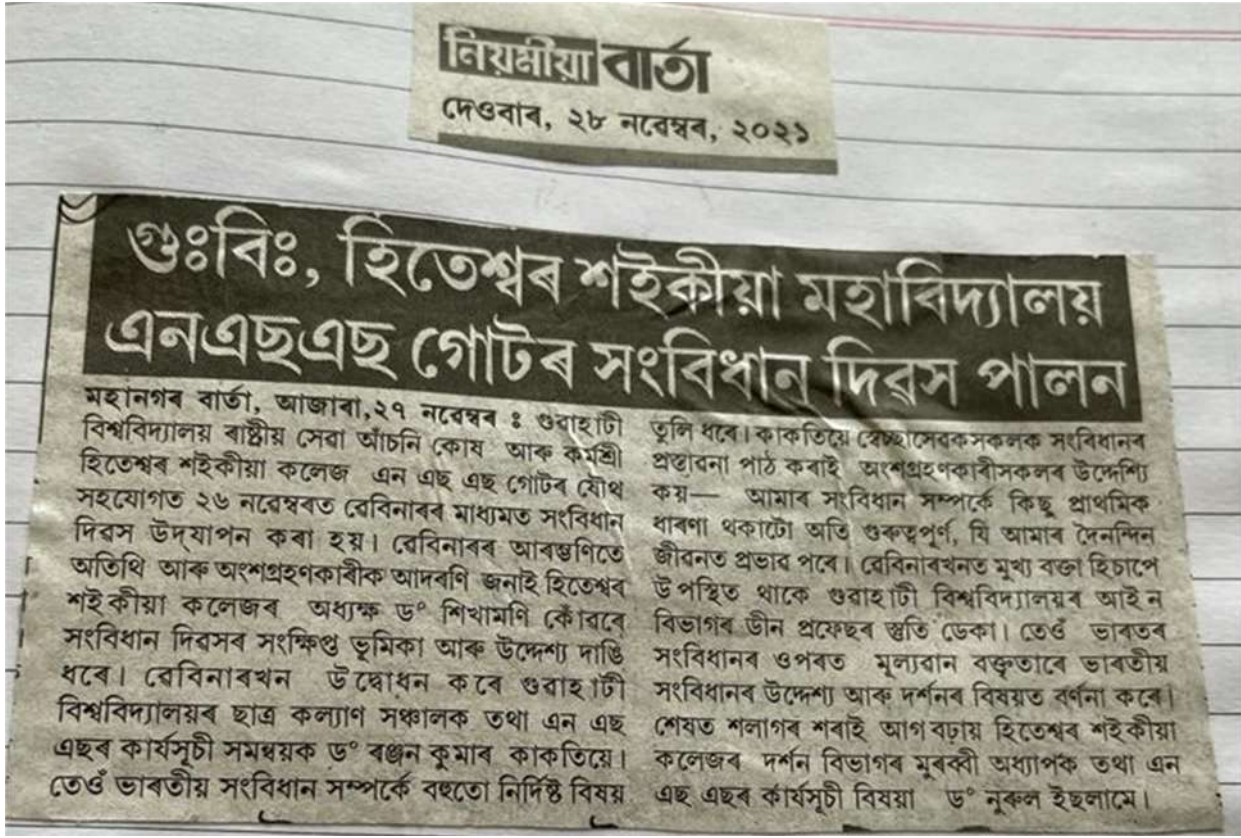 নিয়মীয়া বাৰ্তা
দেওবাৰ, ২৮ নৱেম্বৰ, ২০২১
গুঃবিঃ, হিতেশ্বৰ শইকীয়া মহাবিদ্যালয়
এনএছএছ গোটৰ সংবিধান দিৱস পালন
মহানগৰ বাৰ্তা, আজাৰা,২৭ নৱেম্বৰ ঃ গুৱাহাটী
বিশ্ববিদ্যালয় ৰাষ্ট্ৰীয় সেৱা আঁচনি কোষ আৰু কৰ্মশ্ৰী
হিতেশ্বৰ শইকীয়া কলেজ এন এছ এছ গোটৰ যৌথ
সহযোগত ২৬ নৱেম্বৰত ৱেবিনাৰৰ মাধ্যমত সংবিধান
দিৱস উদ্‌যাপন কৰা হয়। ৱেবিনাৰৰ আৰম্ভণিতে
অতিথি আৰু অংশগ্ৰহণকাৰীক আদৰণি জনাই হিতেশ্বৰ
শইকীয়া কলেজৰ অধ্যক্ষ ড° শিখামণি কোঁৱৰে
সংবিধান দিৱসৰ সংক্ষিপ্ত ভূমিকা আৰু উদ্দেশ্য দাঙি
ধৰে। ৱেবিনাৰখন উদ্বোধন কৰে গুৱাহাটী
বিশ্ববিদ্যালয়ৰ ছাত্ৰ কল্যাণ সঞ্চালক তথা এন এছ
এছৰ কাৰ্যসূচী সমন্বয়ক ড° ৰঞ্জন কুমাৰ কাকতিয়ে।
তেওঁ ভাৰতীয় সংবিধান সম্পৰ্কে বহুতো নিৰ্দিষ্ট বিষয়
তুলি ধৰে। কাকতিয়ে স্বেচ্ছাসেৱকসকলক সংবিধানৰ
প্ৰস্তাৱনা পাঠ কৰাই অংশগ্ৰহণকাৰীসকলৰ উদ্দেশ্যি
কয়— আমাৰ সংবিধান সম্পৰ্কে কিছু প্ৰাথমিক
ধাৰণা থকাটো অতি গুৰুত্বপূৰ্ণ, যি আমাৰ দৈনন্দিন
জীৱনত প্ৰভাৱ পৰে। ৱেবিনাৰখনত মুখ্য বক্তা হিচাপে
উপস্থিত থাকে গুৱাহাটী বিশ্ববিদ্যালয়ৰ আইন
বিভাগৰ ডীন প্ৰফেছৰ স্তুতি ডেকা। তেওঁ ভাৰতৰ
সংবিধানৰ ওপৰত মূল্যবান বক্তৃতাৰে ভাৰতীয়
সংবিধানৰ উদ্দেশ্য আৰু দৰ্শনৰ বিষয়ত বৰ্ণনা কৰে।
শেষত শলাগৰ শৰাই আগবঢ়ায় হিতেশ্বৰ শইকীয়া
কলেজৰ দৰ্শন বিভাগৰ মুৰব্বী অধ্যাপক তথা এন
এছ এছৰ কাৰ্যসূচী বিষয়া ড° নুৰুল ইছলামে।